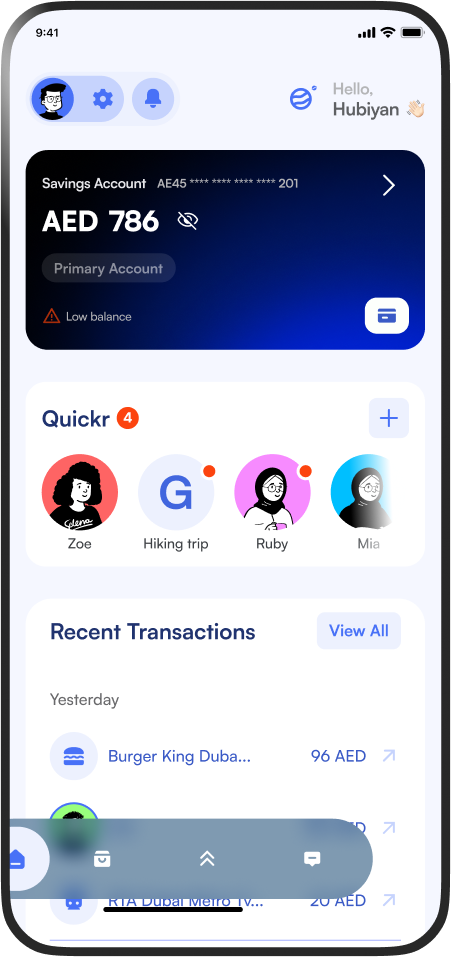 9:41
Hello,
Hubiyan 👋🏻
Savings Account AE45 **** **** **** **** 201
AED 786
Primary Account
Low balance
Quickr 4
G
Selena
Zoe
Hiking trip
Ruby
Mia
Recent Transactions
View All
Yesterday
Burger King Duba...
96 AED
RTA Dubai Metro Tv...
20 AED